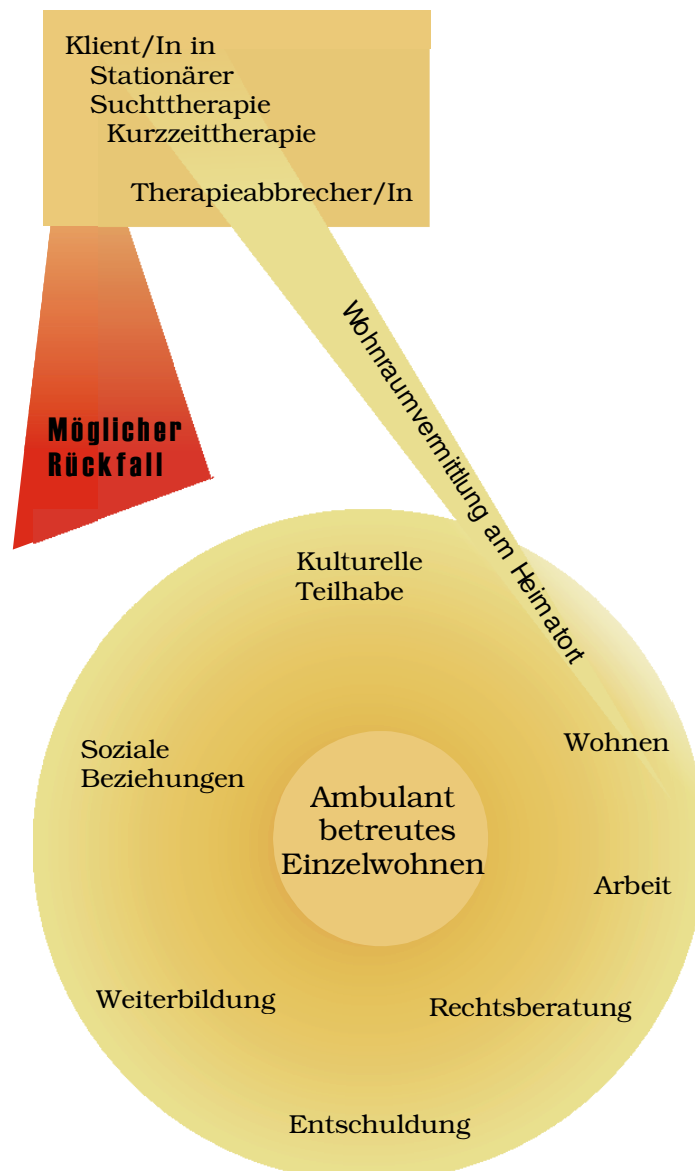 Klient/In in
Stationärer
Suchttherapie
Kurzzeittherapie
Therapieabbrecher/In
Wohnraumvermittlung am Heimatort
Möglicher
Rückfall
Kulturelle
Teilhabe
Wohnen
Soziale
Beziehungen
Ambulant
betreutes
Einzelwohnen
Arbeit
Weiterbildung
Rechtsberatung
Entschuldung